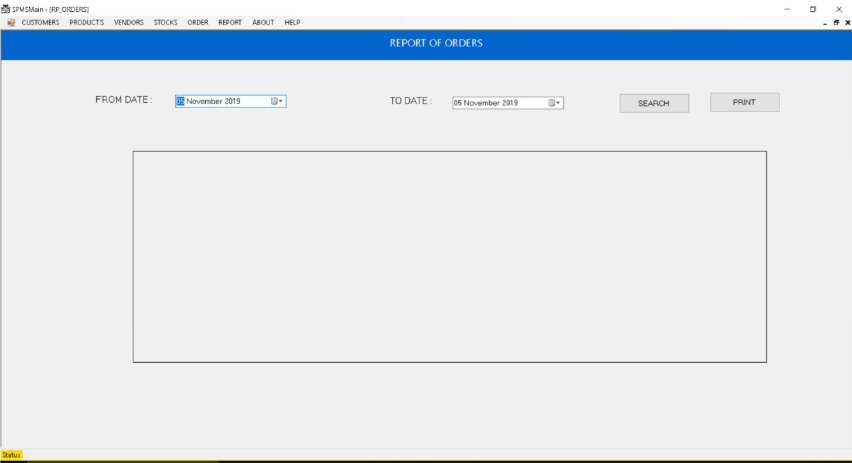 SPMSMain - [RP_ORDERS]
CUSTOMERS PRODUCTS VENDORS STOCKS ORDER REPORT ABOUT HELP
REPORT OF ORDERS
FROM DATE : 05 November 2019 TO DATE : 05 November 2019 SEARCH PRINT
Status